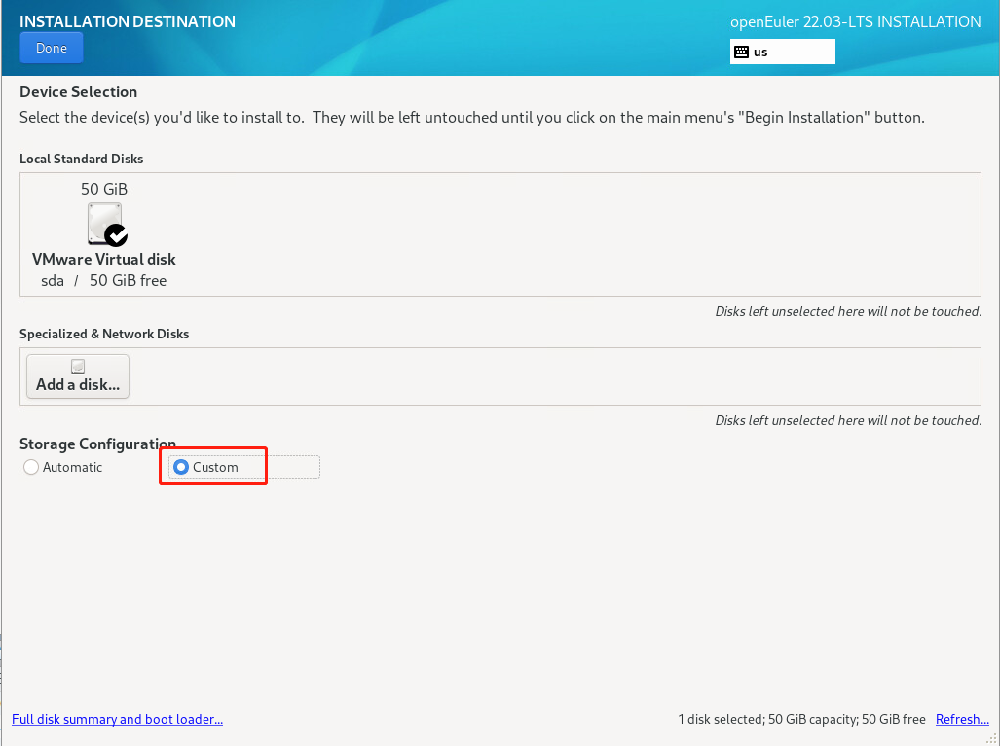 INSTALLATION DESTINATION
openEuler 22.03-LTS INSTALLATION
Done
us
Device Selection
Select the device(s) you'd like to install to.  They will be left untouched until you click on the main menu's "Begin Installation" button.
Local Standard Disks
50 GiB
VMware Virtual disk
sda / 50 GiB free
Disks left unselected here will not be touched.
Specialized & Network Disks
Add a disk...
Disks left unselected here will not be touched.
Storage Configuration
Automatic
Custom
Full disk summary and boot loader...
1 disk selected; 50 GiB capacity; 50 GiB free
Refresh...